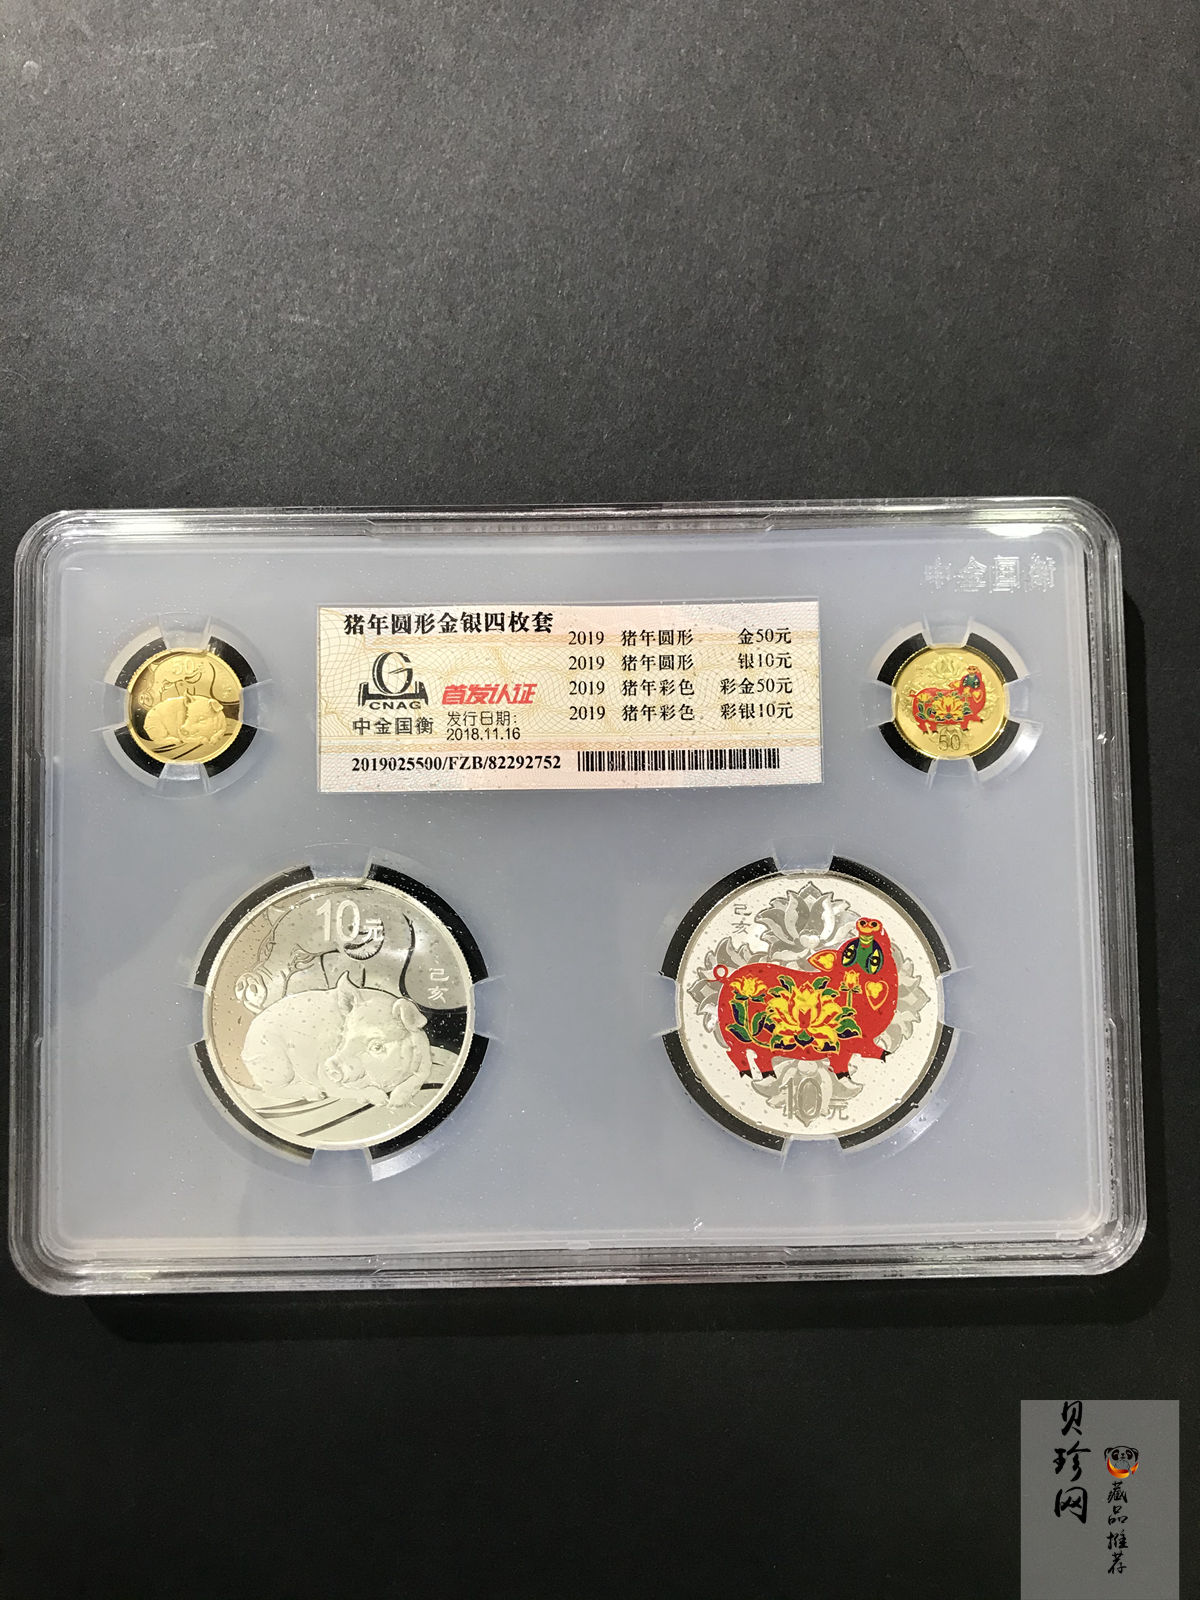 中金国衡
猪年圆形金银四枚套
2019 猪年圆形 金50元
2019 猪年圆形 银10元
2019 猪年彩色 彩金50元
2019 猪年彩色 彩银10元
CNAG
中金国衡
首发认证
发行日期:
2018.11.16
2019025500/FZB/82292752
50元
10元
己亥
己亥
10元
贝珍网
藏品推荐